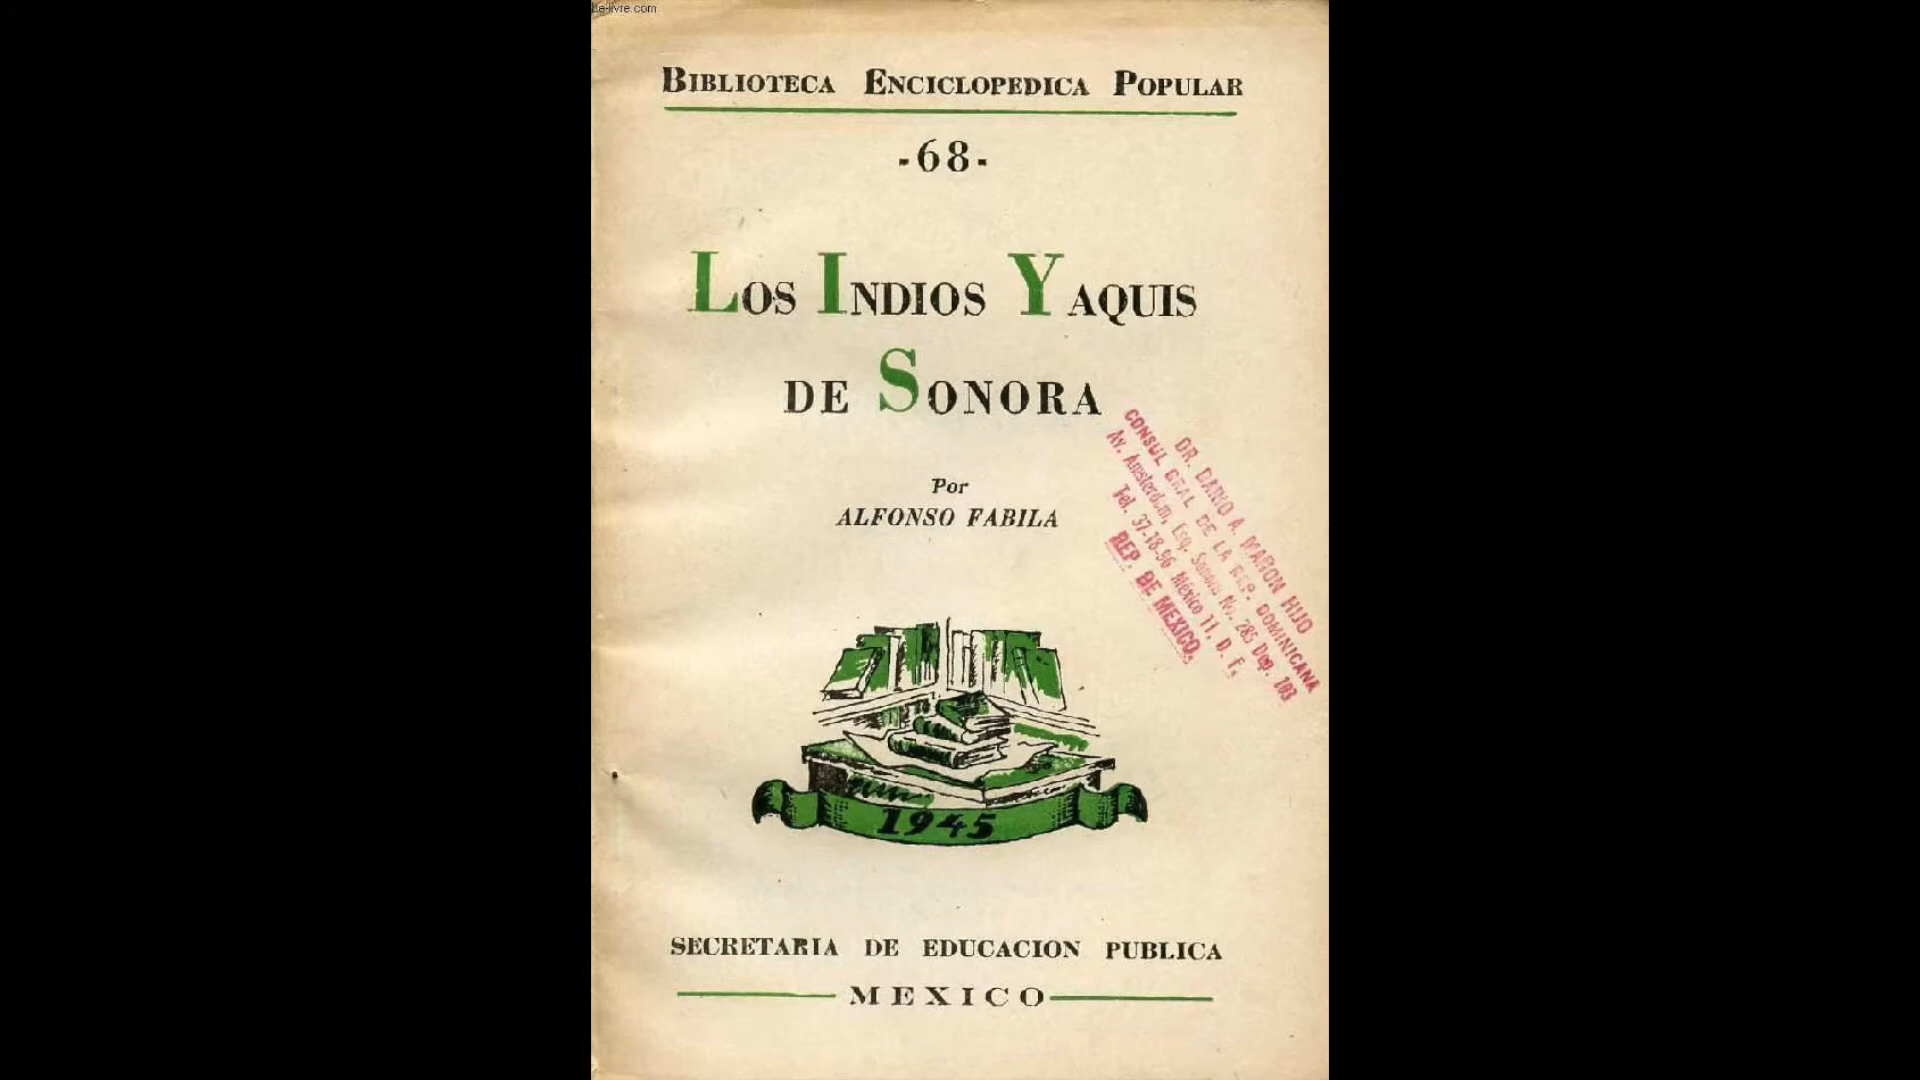 Le-livre.com
BIBLIOTECA ENCICLOPEDICA POPULAR
-68-
LOS INDIOS YAQUIS
DE SONORA
Por
ALFONSO FABILA
DR. DARIO A. MAÑON HIJO
CONSUL GRAL DE LA REP. DOMINICANA
Av. Amsterdam, Esq. Sonora No. 285 Dep. 103
Tel. 37-18-96 México 11, D. F.
REP. DE MEXICO.
1945
SECRETARIA DE EDUCACION PUBLICA
MEXICO